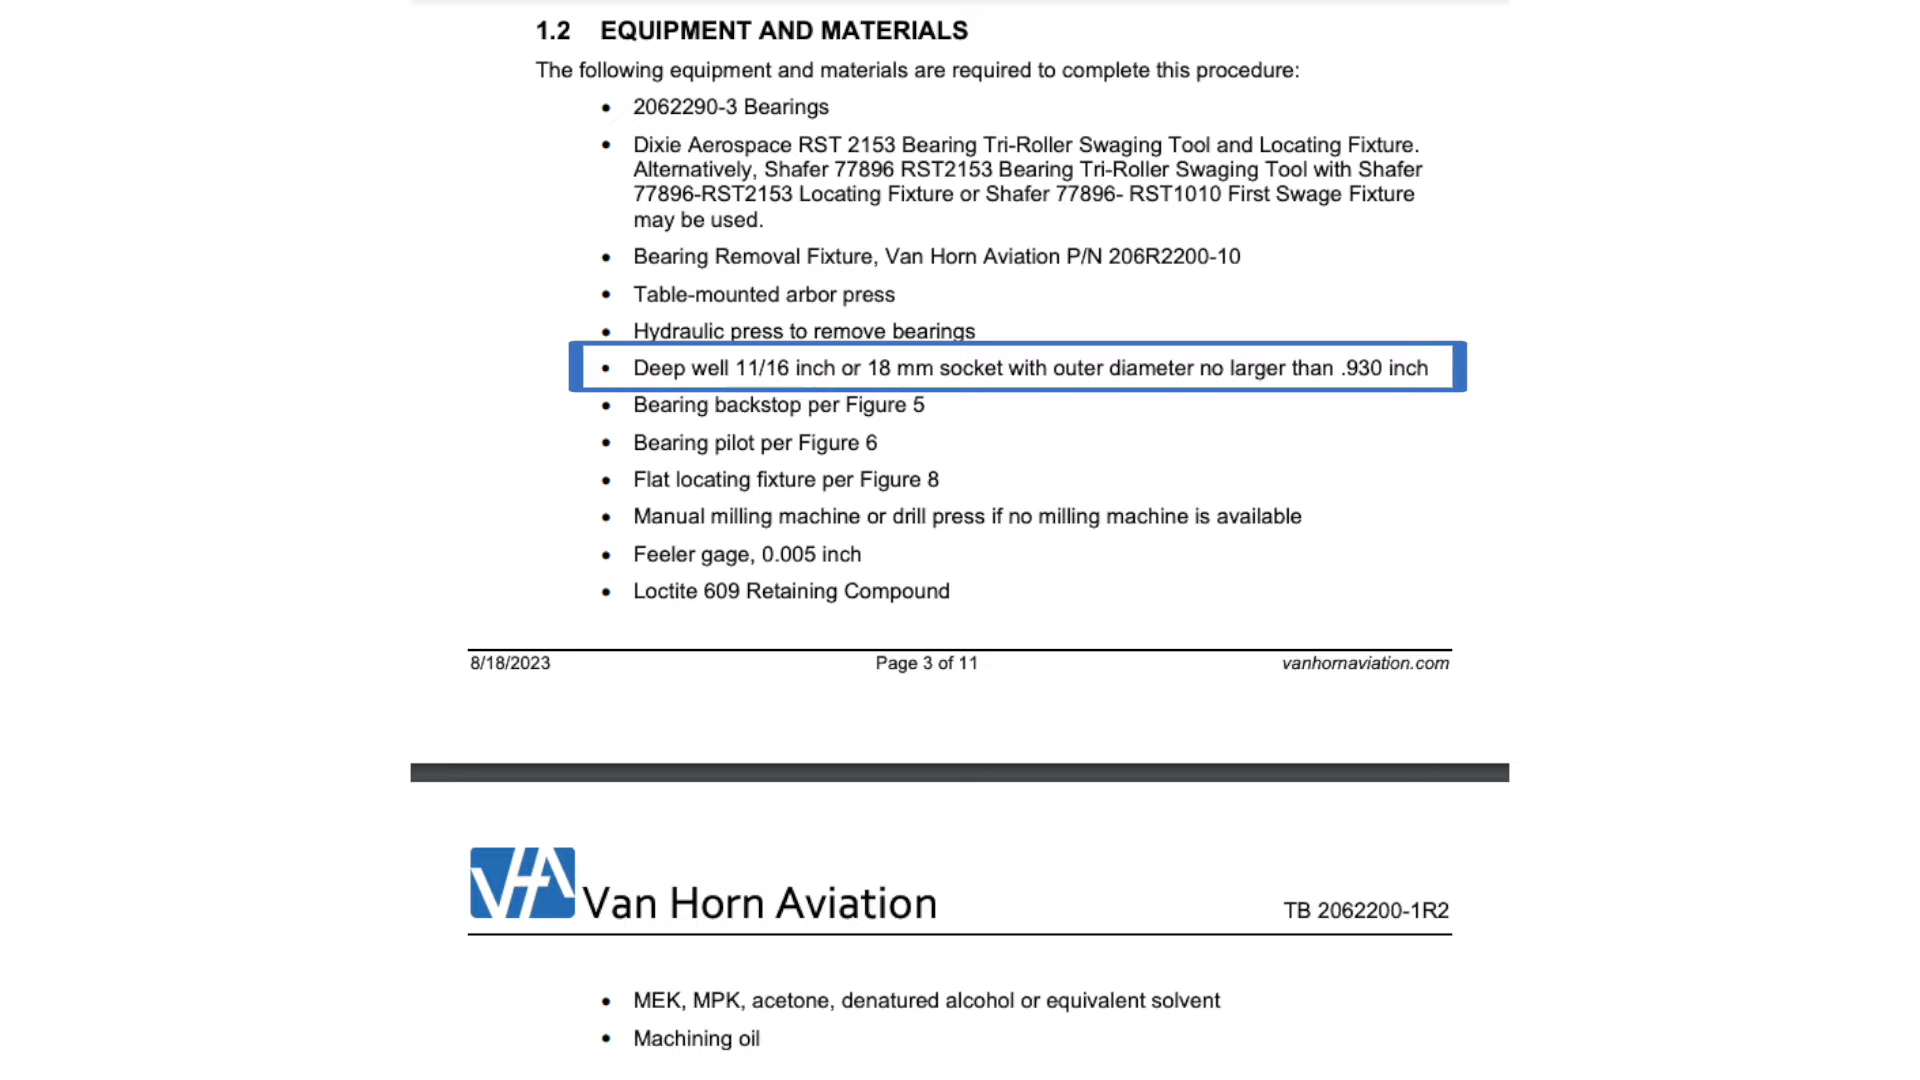 1.2 EQUIPMENT AND MATERIALS
The following equipment and materials are required to complete this procedure:
• 2062290-3 Bearings
• Dixie Aerospace RST 2153 Bearing Tri-Roller Swaging Tool and Locating Fixture.
Alternatively, Shafer 77896 RST2153 Bearing Tri-Roller Swaging Tool with Shafer
77896-RST2153 Locating Fixture or Shafer 77896- RST1010 First Swage Fixture
may be used.
• Bearing Removal Fixture, Van Horn Aviation P/N 206R2200-10
• Table-mounted arbor press
• Hydraulic press to remove bearings
• Deep well 11/16 inch or 18 mm socket with outer diameter no larger than .930 inch
• Bearing backstop per Figure 5
• Bearing pilot per Figure 6
• Flat locating fixture per Figure 8
• Manual milling machine or drill press if no milling machine is available
• Feeler gage, 0.005 inch
• Loctite 609 Retaining Compound
8/18/2023 Page 3 of 11 vanhornaviation.com
VHA Van Horn Aviation TB 2062200-1R2
• MEK, MPK, acetone, denatured alcohol or equivalent solvent
• Machining oil